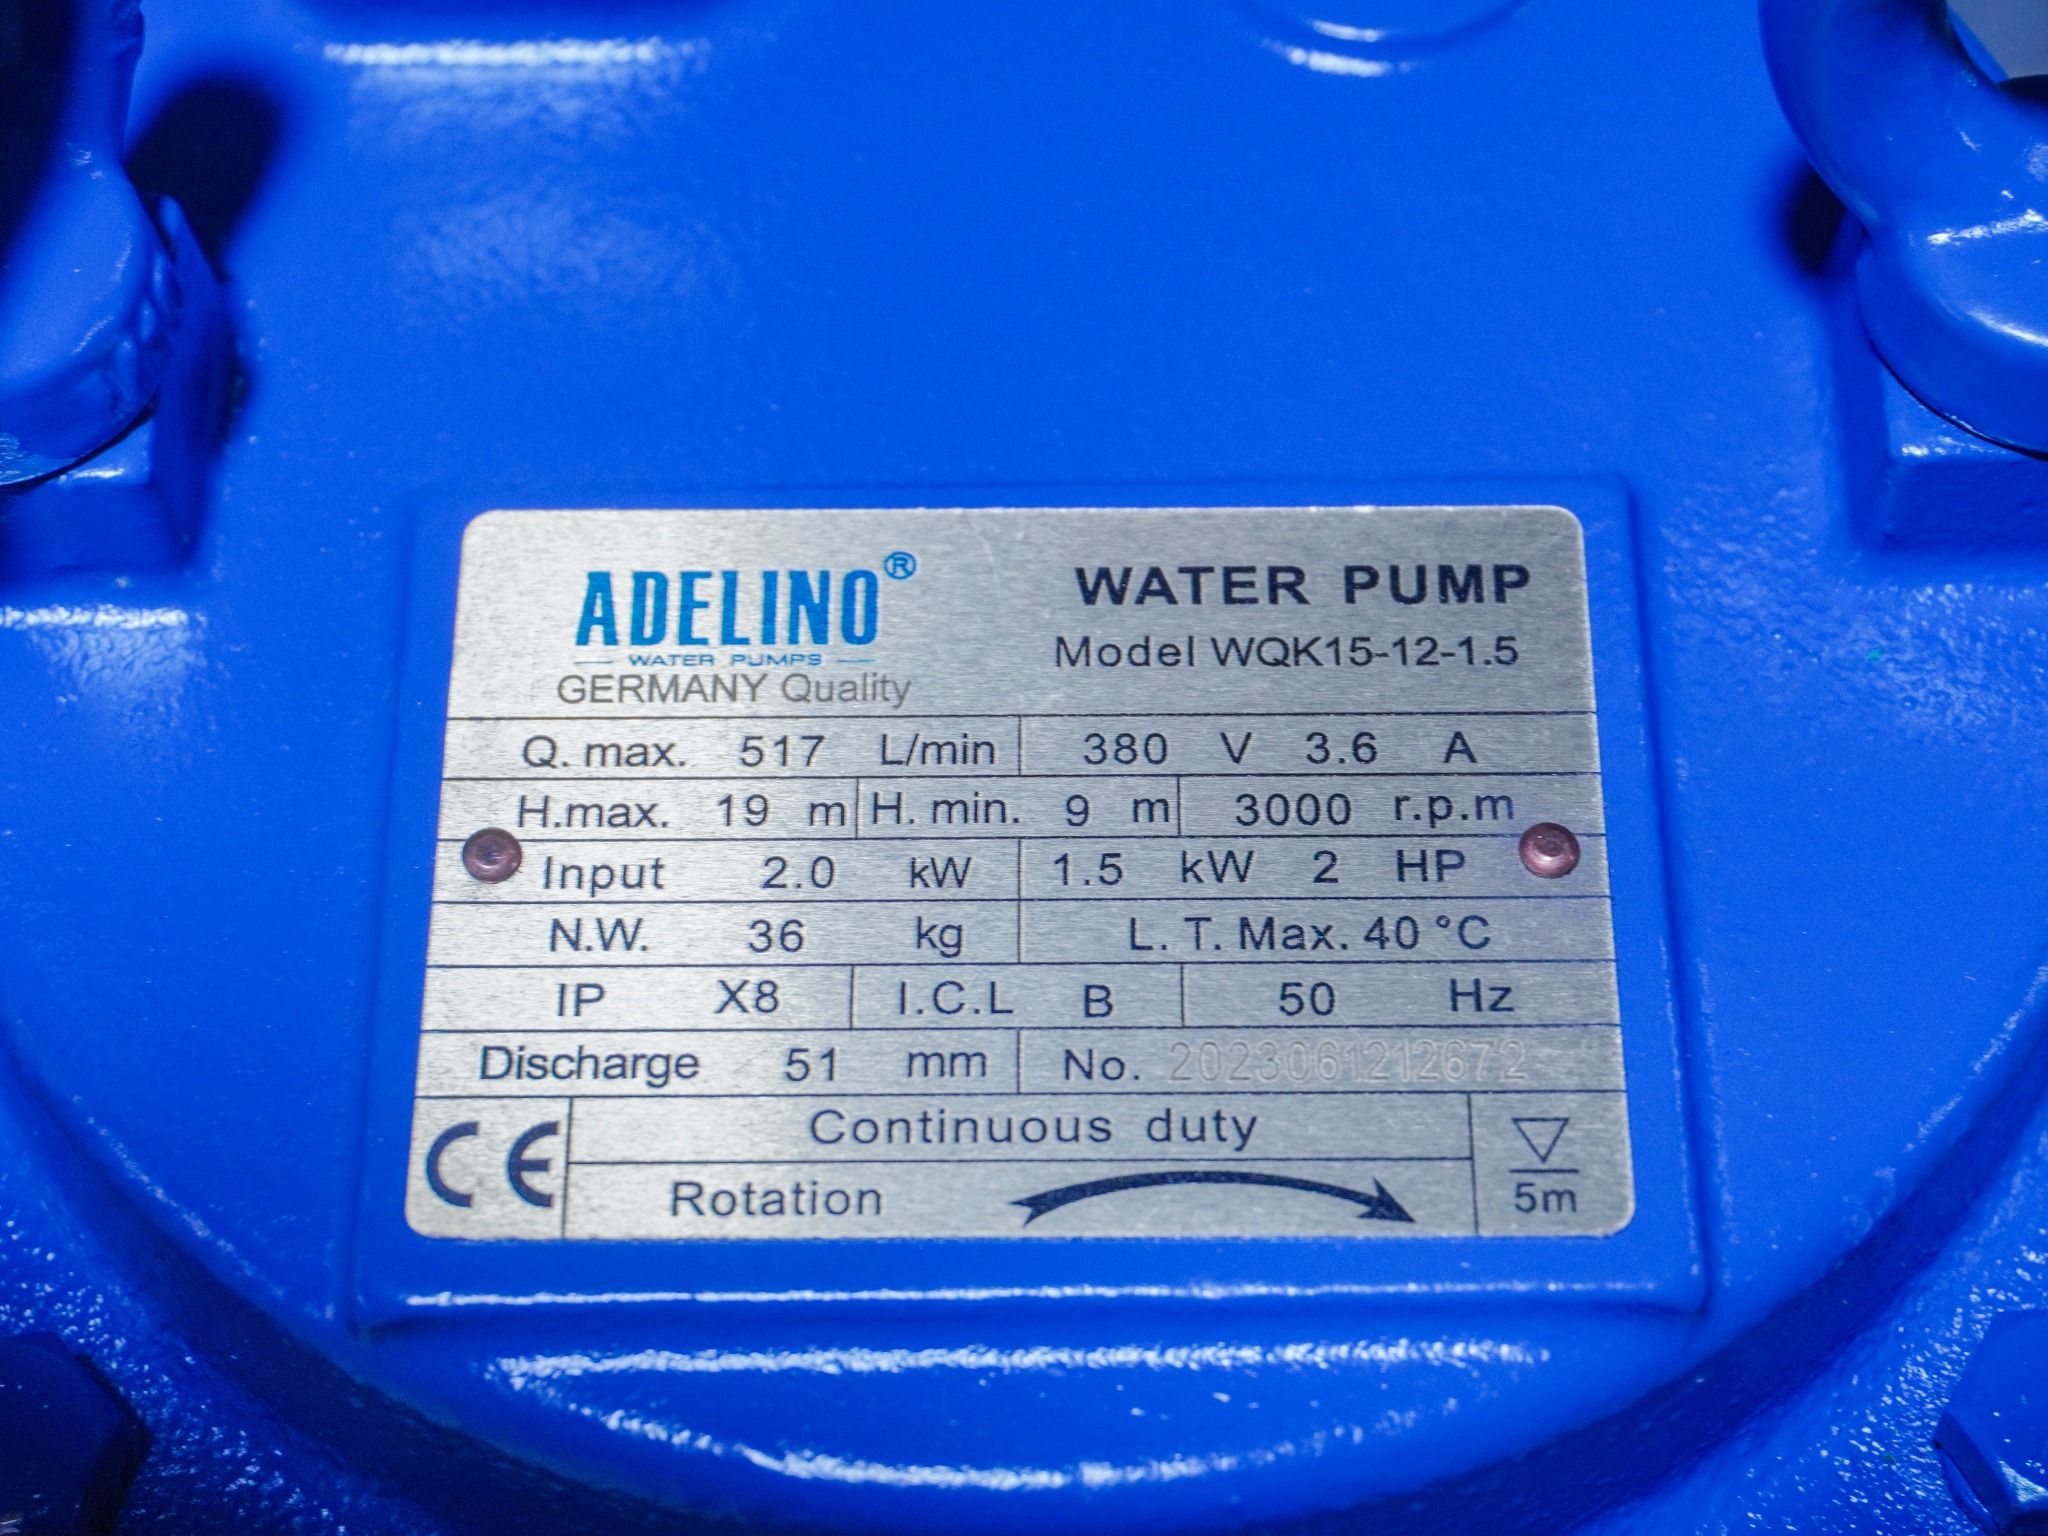 ADELINO®
WATER PUMPS
GERMANY Quality
WATER PUMP
Model WQK15-12-1.5
Q. max. 517 L/min 380 V 3.6 A
H.max. 19 m H. min. 9 m 3000 r.p.m
Input 2.0 kW 1.5 kW 2 HP
N.W. 36 kg L. T. Max. 40 °C
IP X8 I.C.L B 50 Hz
Discharge 51 mm No. 2023061212672
CE Continuous duty
Rotation 5m